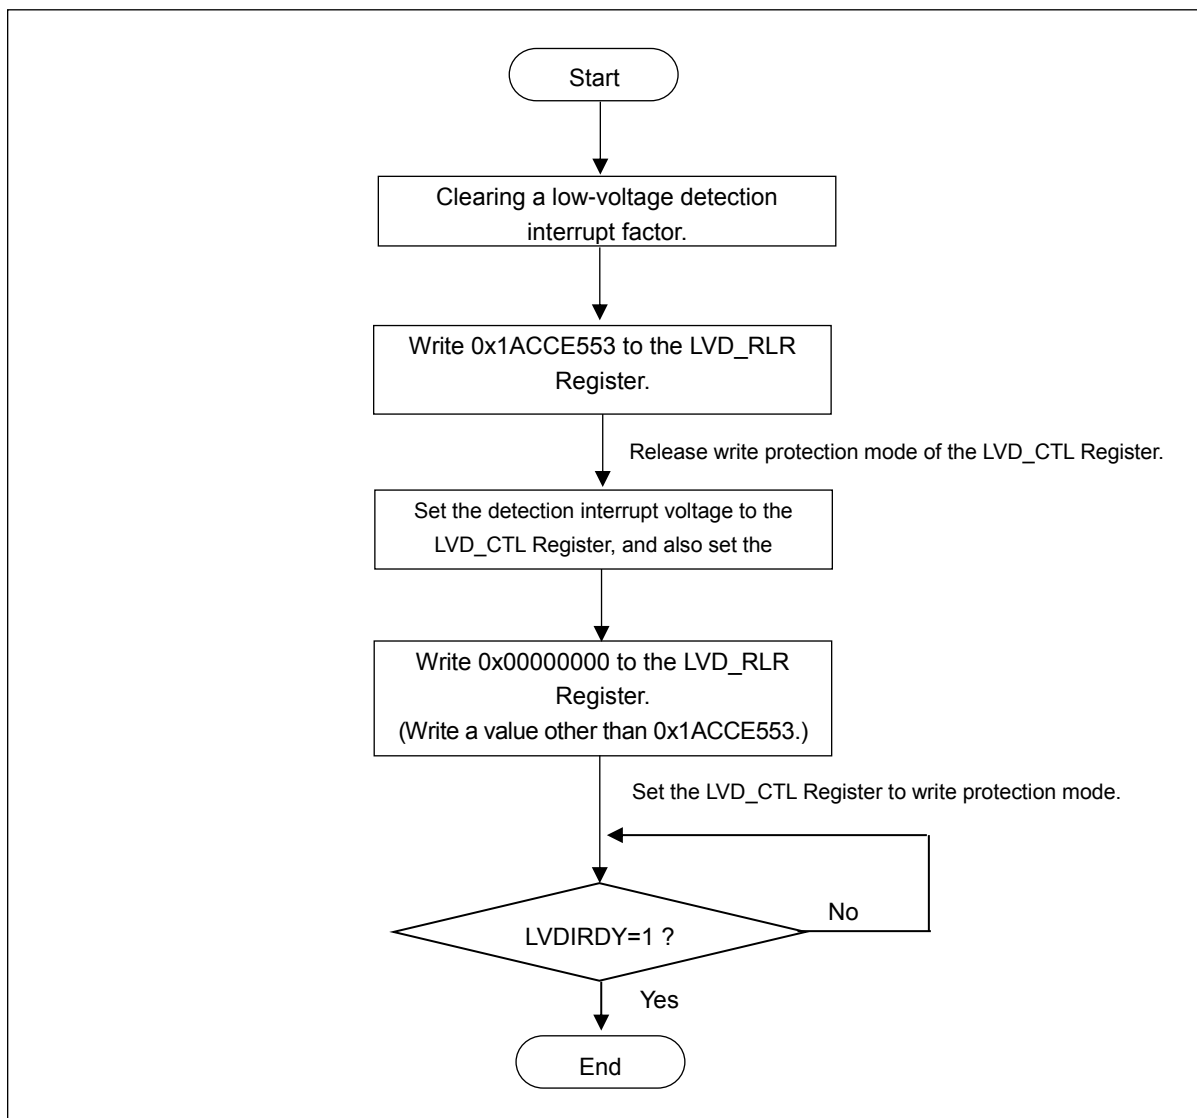 Start
Clearing a low-voltage detection
interrupt factor.
Write 0x1ACCE553 to the LVD_RLR
Register.
Release write protection mode of the LVD_CTL Register.
Set the detection interrupt voltage to the
LVD_CTL Register, and also set the
Write 0x00000000 to the LVD_RLR
Register.
(Write a value other than 0x1ACCE553.)
Set the LVD_CTL Register to write protection mode.
No
LVDIRDY=1 ?
Yes
End